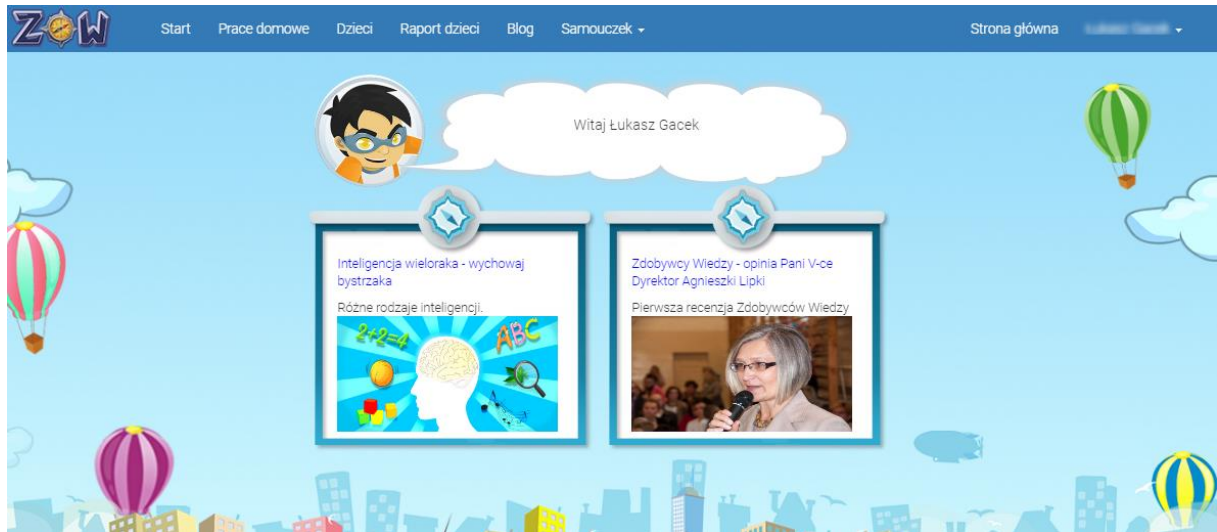 ZOW
Start Prace domowe Dzieci Raport dzieci Blog Samouczek Strona główna
Witaj Łukasz Gacek
Inteligencja wieloraka - wychowaj
bystrzaka
Różne rodzaje inteligencji.
2+2=4 ABC
Zdobywcy Wiedzy - opinia Pani V-ce
Dyrektor Agnieszki Lipki
Pierwsza recenzja Zdobywców Wiedzy